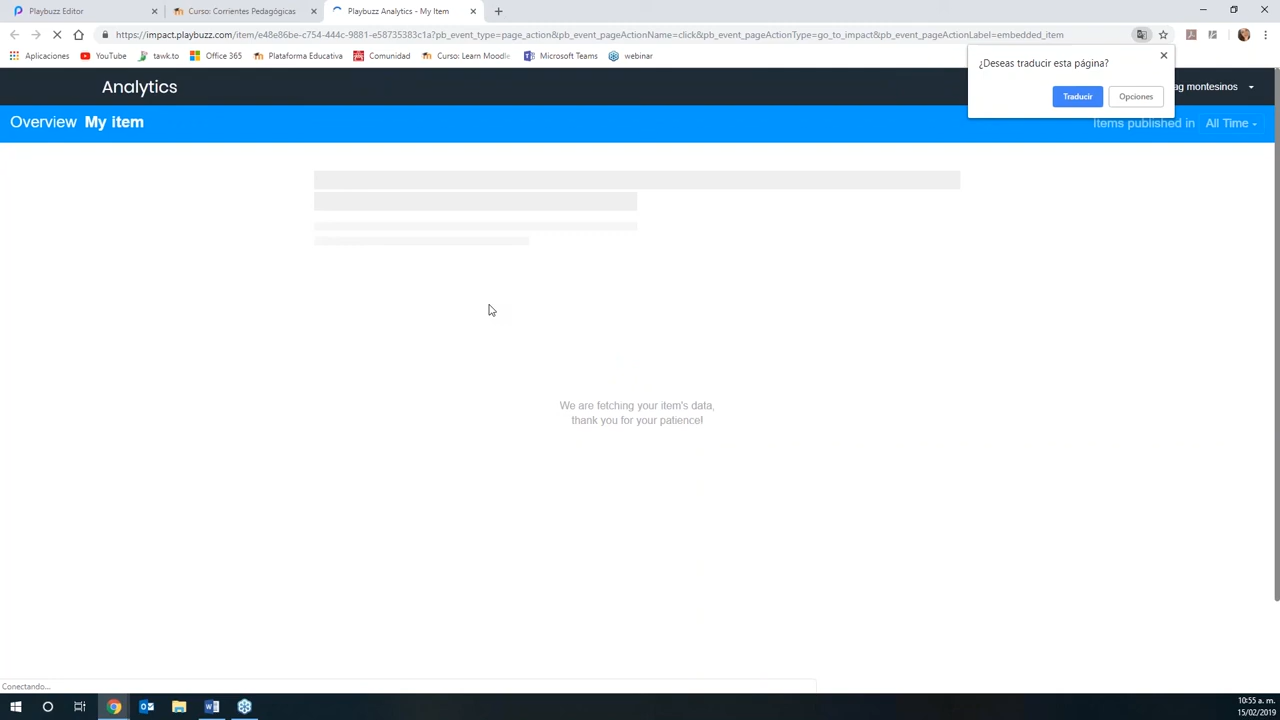 Playbuzz Editor
Curso: Corrientes Pedagógicas
Playbuzz Analytics - My Item
https://impact.playbuzz.com/item/e48e86be-c754-444c-9881-e58735383c1a?pb_event_type=page_action&pb_event_pageActionName=click&pb_event_pageActionType=go_to_impact&pb_event_pageActionLabel=embedded_item
Aplicaciones
YouTube
tawk.to
Office 365
Plataforma Educativa
Comunidad
Curso: Learn Moodle
Microsoft Teams
webinar
¿Deseas traducir esta página?
Traducir
Opciones
Analytics
ag montesinos
Overview
My item
Items published in
All Time
We are fetching your item's data,
thank you for your patience!
Conectando...
10:55 a. m.
15/02/2019